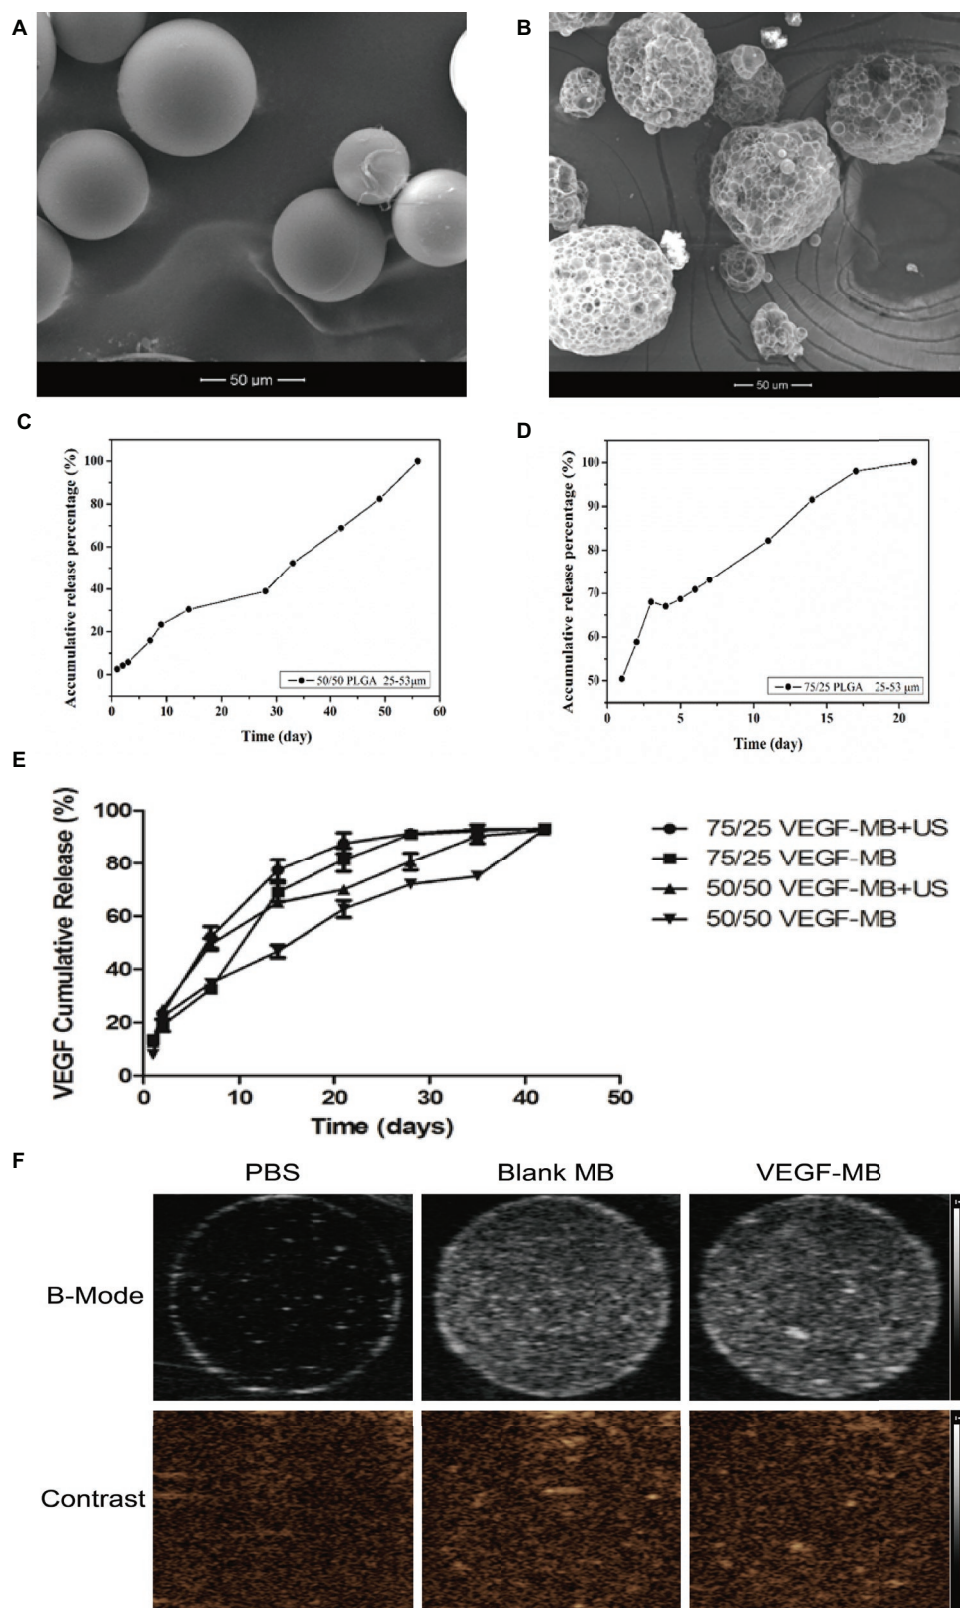 A
B
50 µm
50 µm
C
D
Accumulative release percentage (%)
100
80
60
40
20
0
50/50 PLGA 25-53µm
0 10 20 30 40 50 60
Time (day)
Accumulative release percentage (%)
100
90
80
70
60
50
75/25 PLGA 25-53 µm
0 5 10 15 20
Time (day)
E
VEGF Cumulative Release (%)
100
80
60
40
20
0
0 10 20 30 40 50
Time (days)
75/25 VEGF-MB+US
75/25 VEGF-MB
50/50 VEGF-MB+US
50/50 VEGF-MB
F
PBS Blank MB VEGF-MB
B-Mode
Contrast